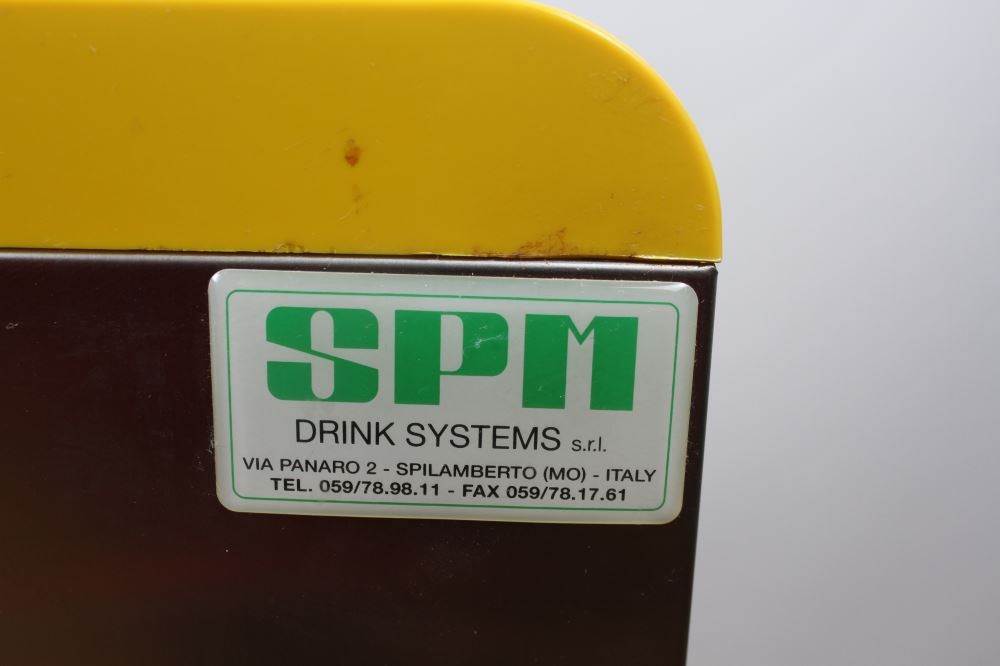 SPM
DRINK SYSTEMS s.r.l.
VIA PANARO 2 - SPILAMBERTO (MO) - ITALY
TEL. 059/78.98.11 - FAX 059/78.17.61